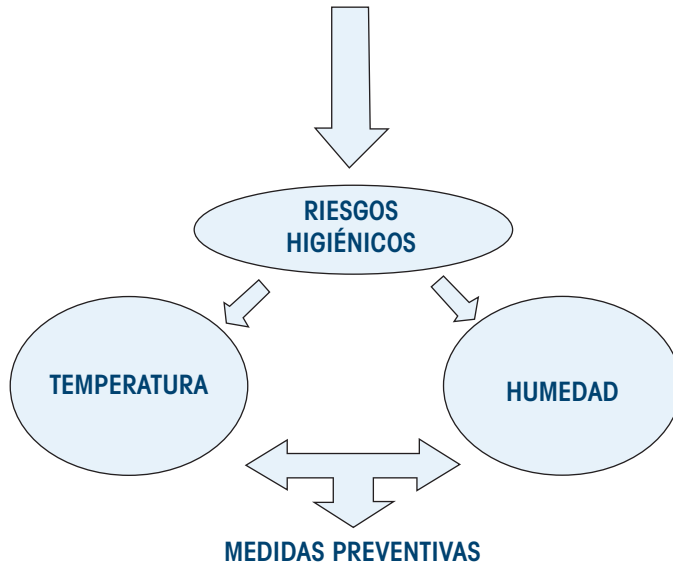 RIESGOS
HIGIÉNICOS
TEMPERATURA
HUMEDAD
MEDIDAS PREVENTIVAS